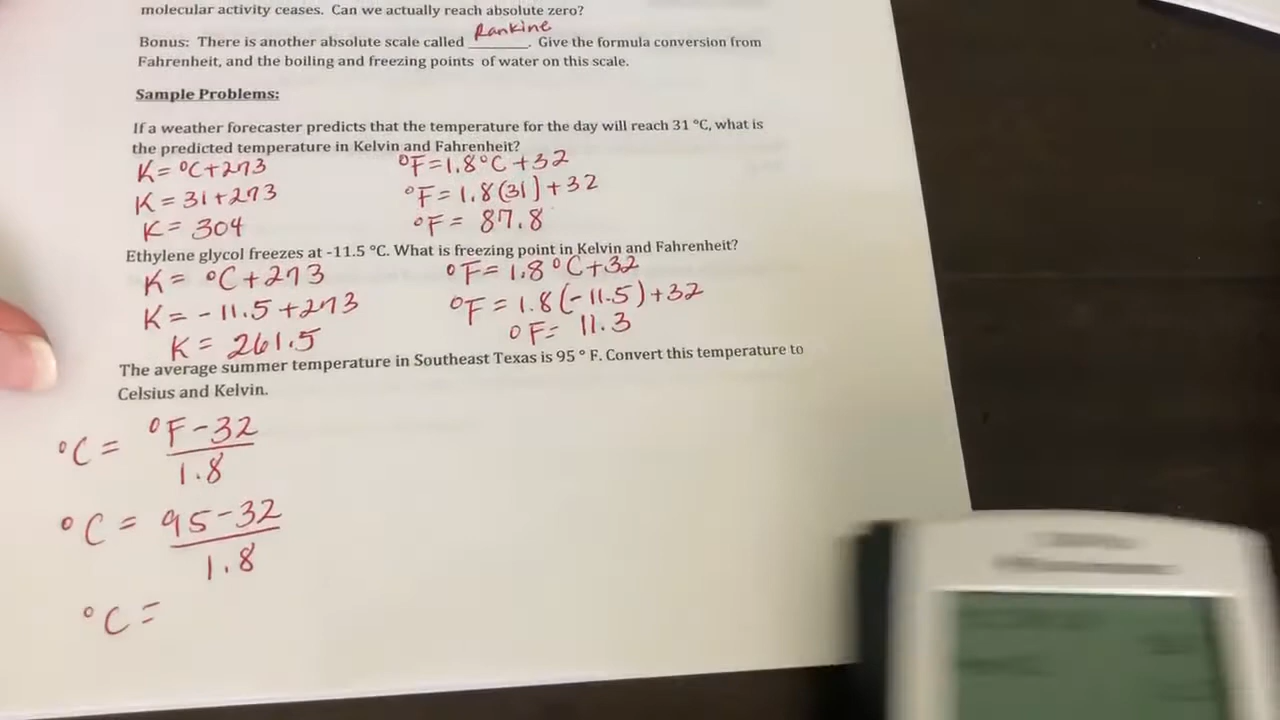 molecular activity ceases. Can we actually reach absolute zero?
Rankine
Bonus: There is another absolute scale called ______. Give the formula conversion from
Fahrenheit, and the boiling and freezing points of water on this scale.
Sample Problems:
If a weather forecaster predicts that the temperature for the day will reach 31 °C, what is
the predicted temperature in Kelvin and Fahrenheit?
K = °C + 273
°F = 1.8°C + 32
K = 31 + 273
°F = 1.8(31) + 32
K = 304
°F = 87.8
Ethylene glycol freezes at -11.5 °C. What is freezing point in Kelvin and Fahrenheit?
K = °C + 273
°F = 1.8°C + 32
K = -11.5 + 273
°F = 1.8(-11.5) + 32
K = 261.5
°F = 11.3
The average summer temperature in Southeast Texas is 95 ° F. Convert this temperature to
Celsius and Kelvin.
°C = °F - 32
1.8
°C = 95 - 32
1.8
°C =